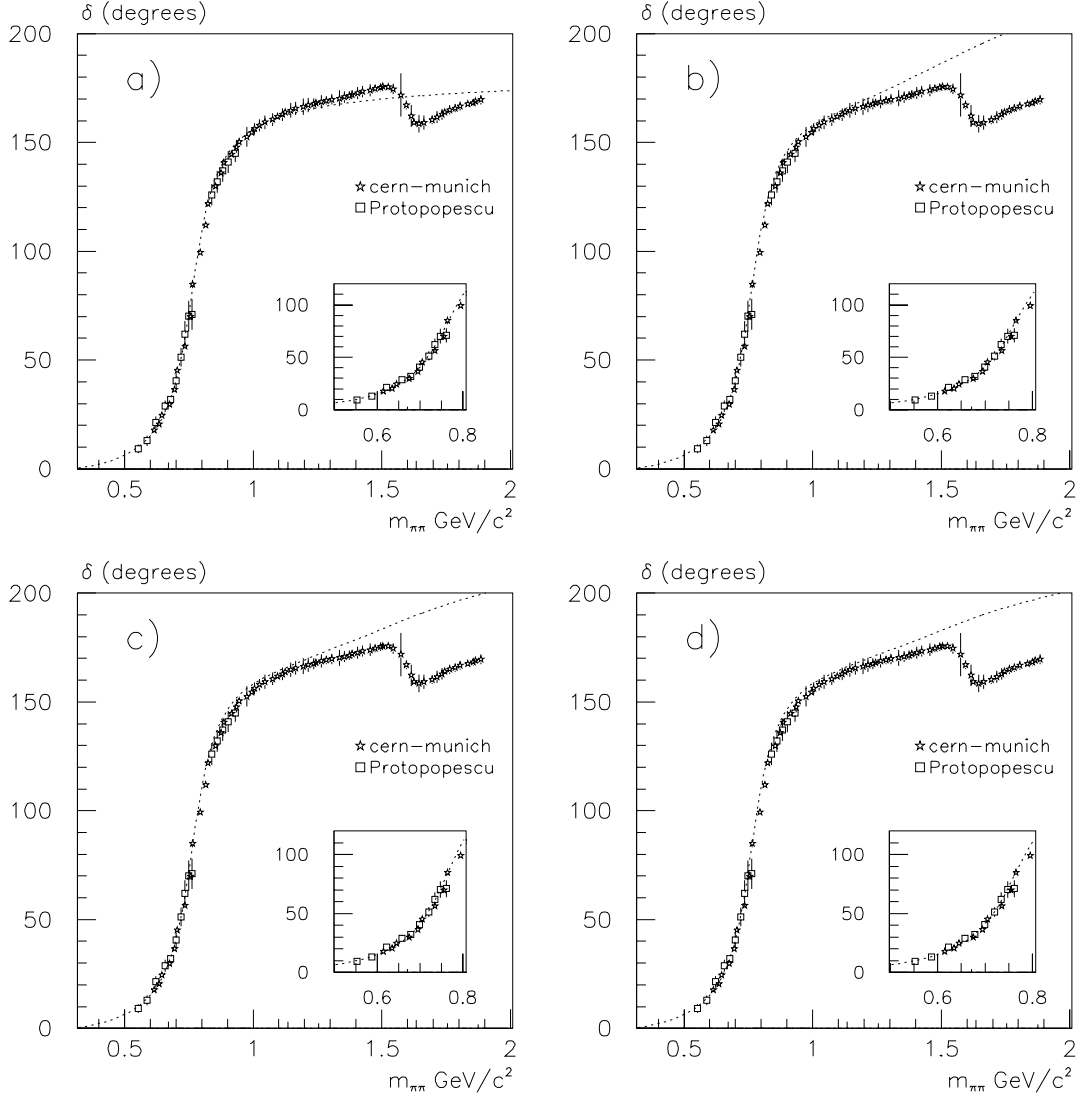 δ (degrees)
200
150
100
50
0
a)
cern–munich
Protopopescu
100
50
0
0.6 0.8
0.5 1 1.5 2
mππ GeV/c²
δ (degrees)
200
150
100
50
0
b)
cern–munich
Protopopescu
100
50
0
0.6 0.8
0.5 1 1.5 2
mππ GeV/c²
δ (degrees)
200
150
100
50
0
c)
cern–munich
Protopopescu
100
50
0
0.6 0.8
0.5 1 1.5 2
mππ GeV/c²
δ (degrees)
200
150
100
50
0
d)
cern–munich
Protopopescu
100
50
0
0.6 0.8
0.5 1 1.5 2
mππ GeV/c²